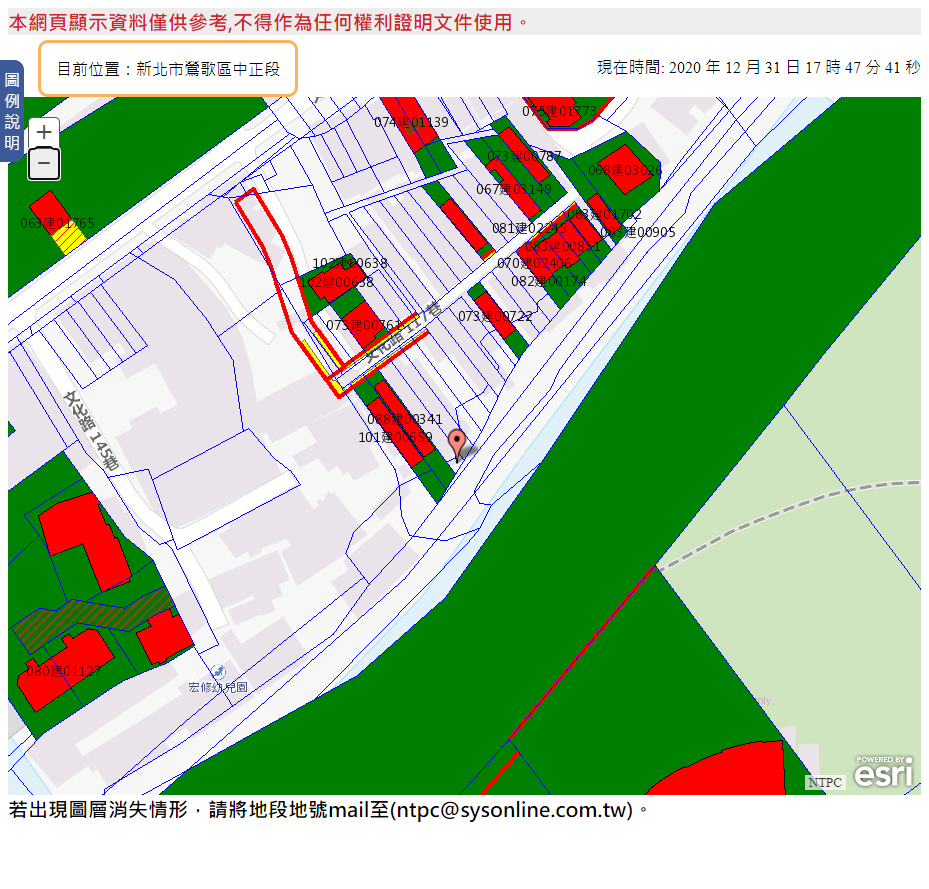 本網頁顯示資料僅供參考,不得作為任何權利證明文件使用。
目前位置：新北市鶯歌區中正段
現在時間: 2020 年 12 月 31 日 17 時 47 分 41 秒
圖例說明
+
−
074建01139
075建01773
073建00787
068建03026
067建03149
063建01765
083建01702
081建02245
003建00905
083建00851
102建00638
070建02406
102建00638
082建00174
073建00761
文化路 117巷
073建00722
文化路 145巷
088建00341
101建00659
080建01127
宏修幼兒園
POWERED BY
esri
NTPC
若出現圖層消失情形，請將地段地號mail至(ntpc@sysonline.com.tw)。